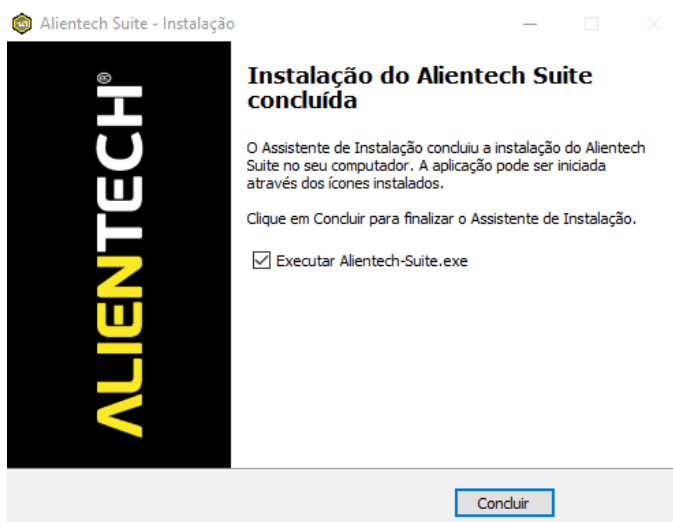 Alientech Suite - Instalação
ALIENTECH®
Instalação do Alientech Suite
concluída
O Assistente de Instalação concluiu a instalação do Alientech
Suite no seu computador. A aplicação pode ser iniciada
através dos ícones instalados.
Clique em Concluir para finalizar o Assistente de Instalação.
Executar Alientech-Suite.exe
Concluir